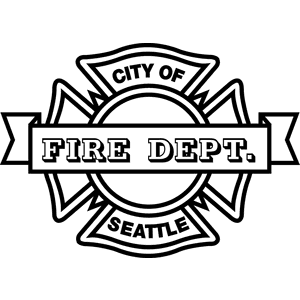 CITY OF
FIRE DEPT.
SEATTLE